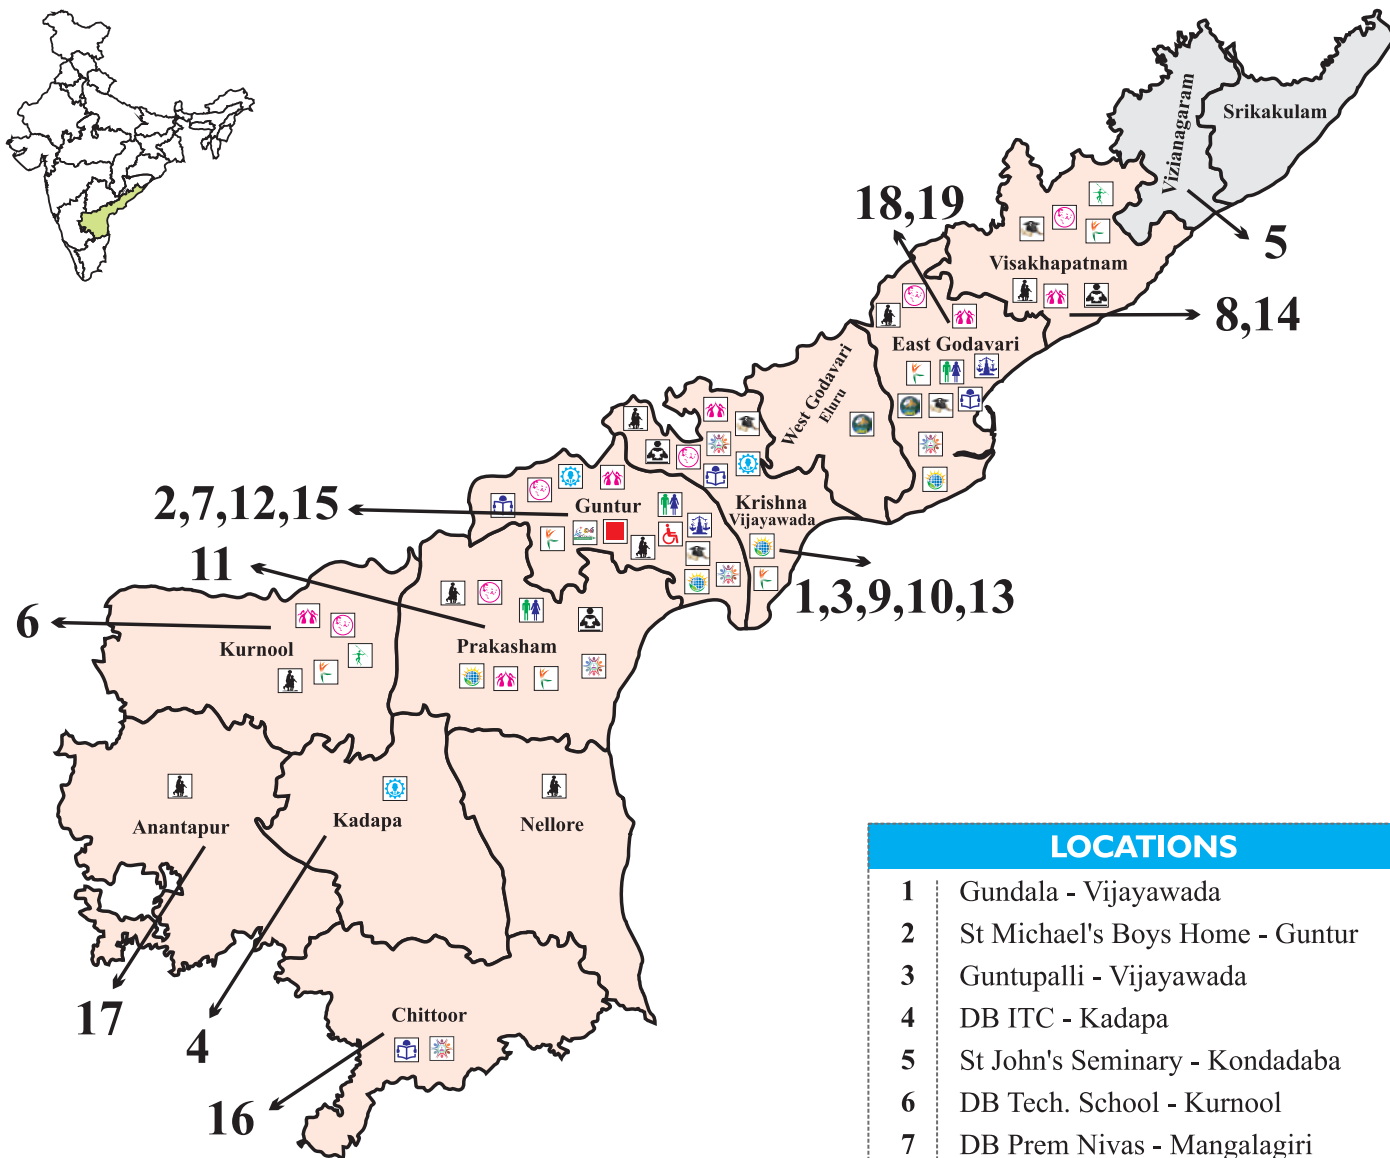 Srikakulam
Vizianagaram
5
18,19
Visakhapatnam
8,14
East Godavari
West Godavari
Eluru
Krishna
Vijayawada
2,7,12,15
Guntur
11
1,3,9,10,13
6
Kurnool
Prakasham
Anantapur
Kadapa
Nellore
17
4
Chittoor
16
LOCATIONS
1 Gundala - Vijayawada
2 St Michael's Boys Home - Guntur
3 Guntupalli - Vijayawada
4 DB ITC - Kadapa
5 St John's Seminary - Kondadaba
6 DB Tech. School - Kurnool
7 DB Prem Nivas - Mangalagiri